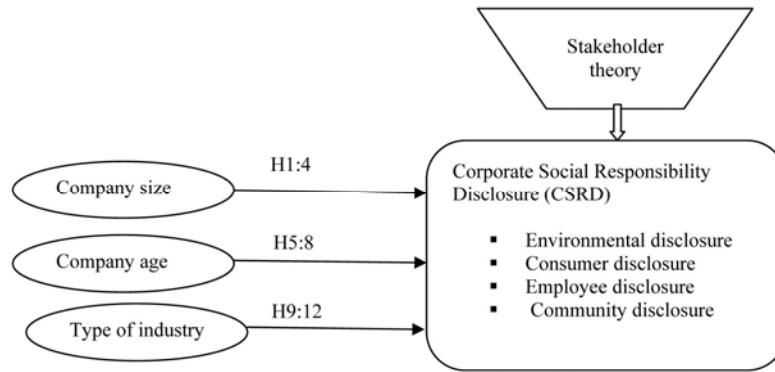 Stakeholder
theory
H1:4
Company size
Corporate Social Responsibility
Disclosure (CSRD)
H5:8
Company age
▪ Environmental disclosure
▪ Consumer disclosure
▪ Employee disclosure
▪ Community disclosure
H9:12
Type of industry